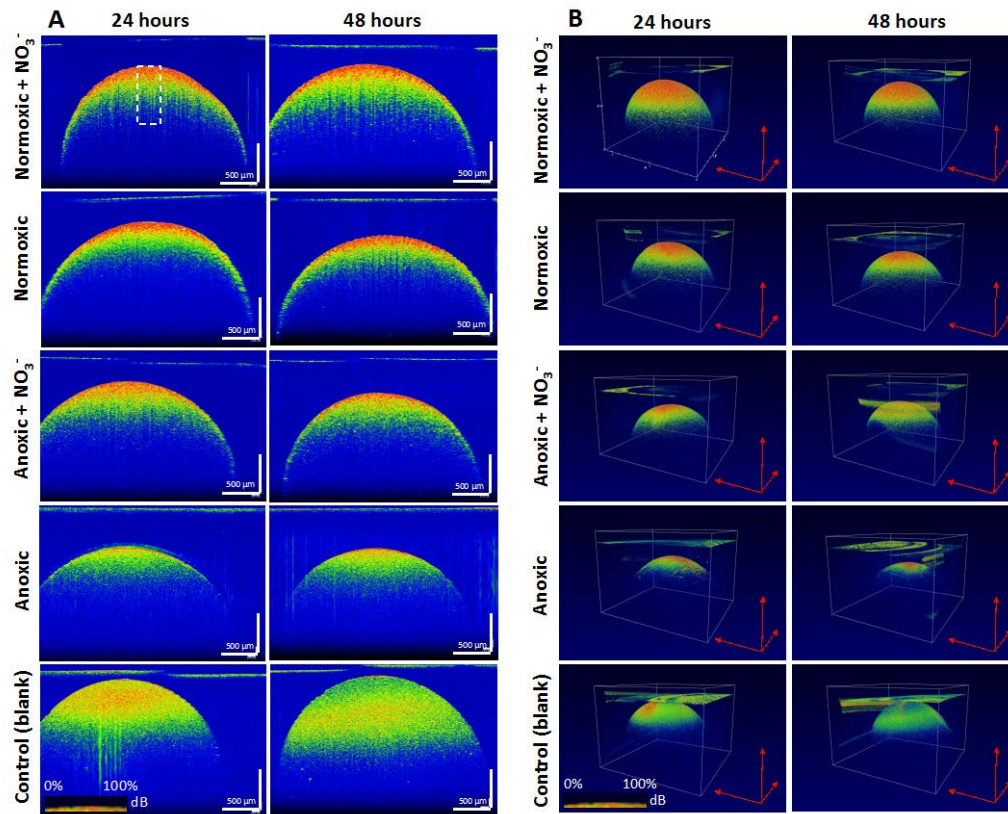 A
24 hours
48 hours
B
24 hours
48 hours
Normoxic + NO₃⁻
500 µm
500 µm
Normoxic + NO₃⁻
Normoxic
500 µm
500 µm
Normoxic
Anoxic + NO₃⁻
500 µm
500 µm
Anoxic + NO₃⁻
Anoxic
500 µm
500 µm
Anoxic
Control (blank)
0%
100%
dB
500 µm
500 µm
Control (blank)
0%
100%
dB